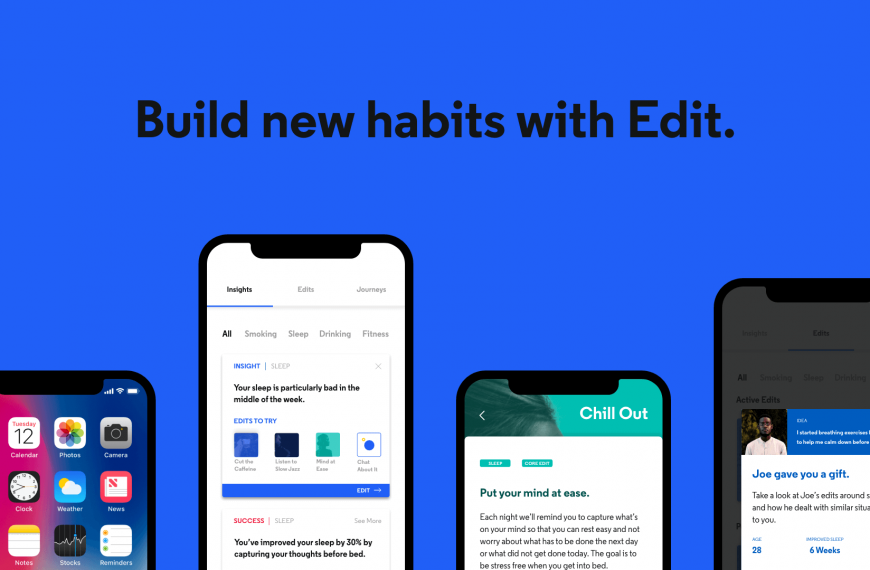 Build new habits with Edit.
Tuesday
12
Calendar
Photos
Camera
Clock
Weather
News
Notes
Stocks
Reminders
Insights
Edits
Journeys
All
Smoking
Sleep
Drinking
Fitness
INSIGHT | SLEEP
Your sleep is particularly bad in the
middle of the week.
EDITS TO TRY
Cut the
Caffeine
Listen to
Slow Jazz
Mind at
Ease
Chat
About It
EDIT →
SUCCESS | SLEEP
See More
You’ve improved your sleep by 30% by
capturing your thoughts before bed.
Chill Out
SLEEP
CORE EDIT
Put your mind at ease.
Each night we’ll remind you to capture what’s
on your mind so that you can rest easy and not
worry about what has to be done the next day
or what did not get done today. The goal is to
be stress free when you get into bed.
Insights
Edits
All
Smoking
Sleep
Drinking
Active Edits
IDEA
I started breathing exercises
to help me calm down before
Joe gave you a gift.
Take a look at Joe’s edits around s
and how he dealt with similar situa
to you.
AGE
28
IMPROVED SLEEP
6 Weeks